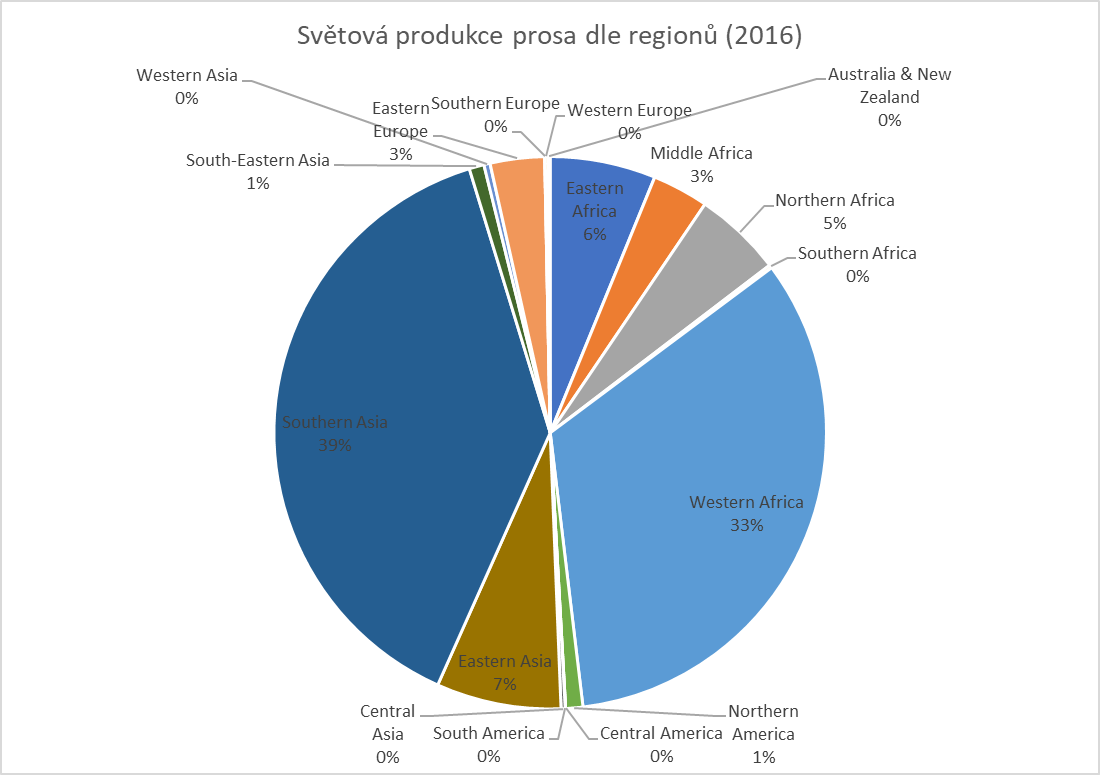 Světová produkce prosa dle regionů (2016)
Western Asia
0%
Eastern
Europe
3%
Southern Europe
0%
Western Europe
0%
Australia & New
Zealand
0%
South-Eastern Asia
1%
Middle Africa
3%
Eastern
Africa
6%
Northern Africa
5%
Southern Africa
0%
Southern Asia
39%
Western Africa
33%
Eastern Asia
7%
Central
Asia
0%
South America
0%
Central America
0%
Northern
America
1%